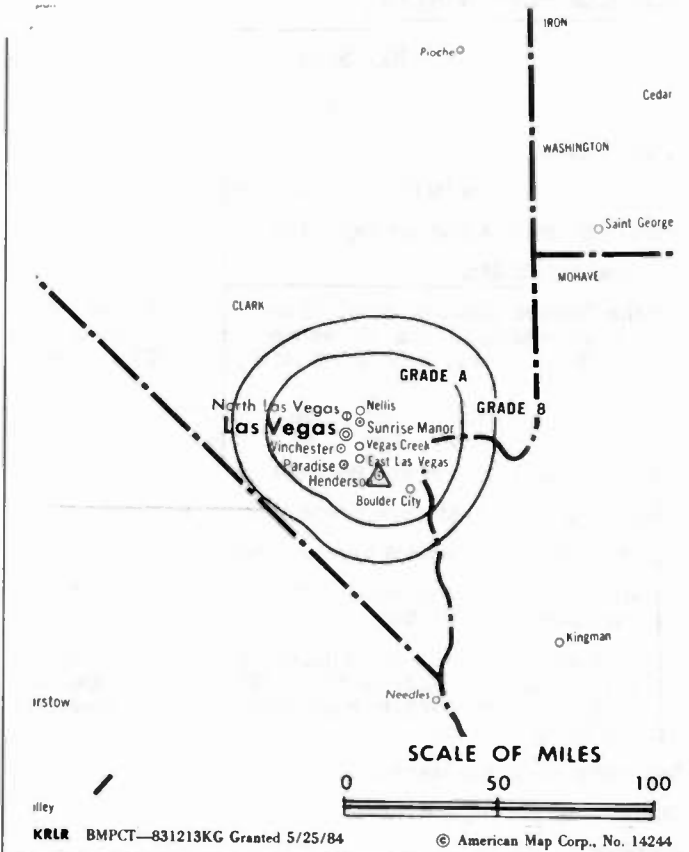 IRON
Pioche
Cedar
WASHINGTON
Saint George
MOHAVE
CLARK
GRADE A
GRADE B
North Las Vegas
Nellis
Las Vegas
Sunrise Manor
Winchester
Vegas Creek
Paradise
East Las Vegas
Henderson
Boulder City
Kingman
Needles
rstow
SCALE OF MILES
0 50 100
lley
KRLR BMPCT—831213KG Granted 5/25/84
© American Map Corp., No. 14244